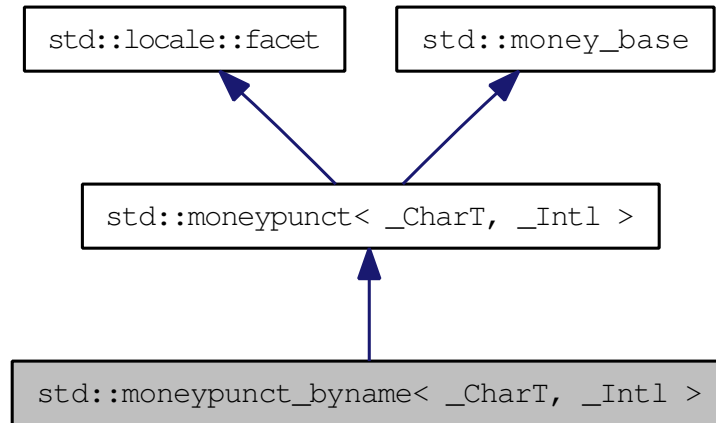 std::locale::facet
std::money_base
std::moneypunct< _CharT, _Intl >
std::moneypunct_byname< _CharT, _Intl >